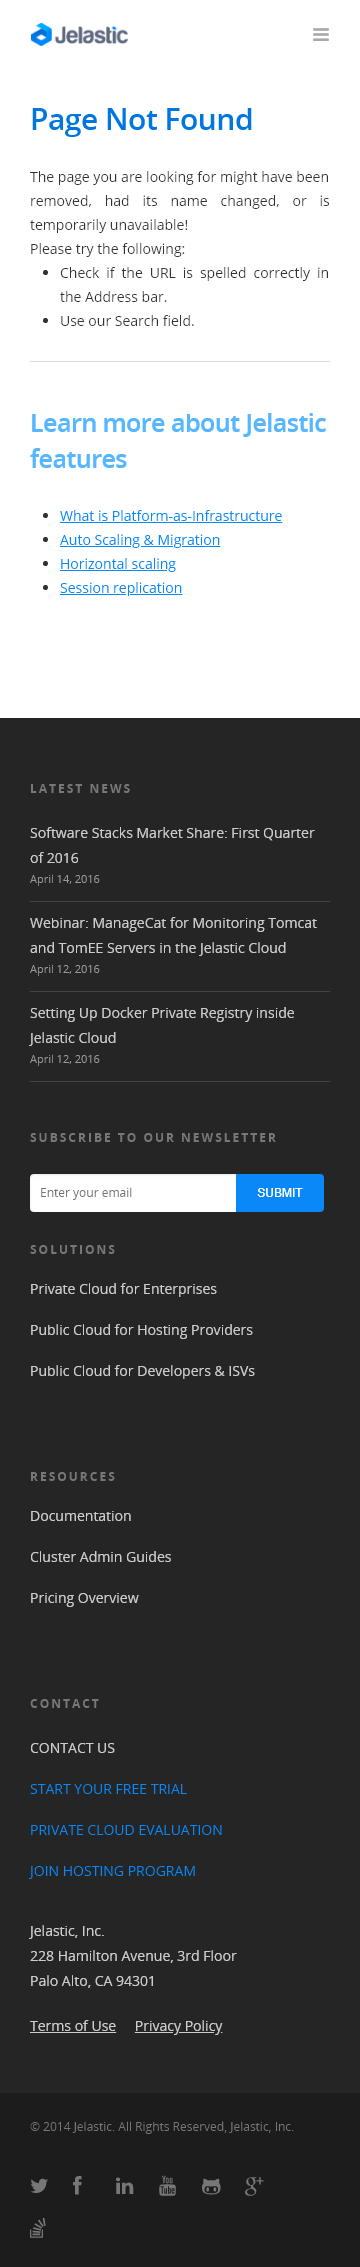 Jelastic
Page Not Found
The page you are looking for might have been
removed, had its name changed, or is
temporarily unavailable!
Please try the following:
Check if the URL is spelled correctly in
the Address bar.
Use our Search field.
Learn more about Jelastic
features
What is Platform-as-Infrastructure
Auto Scaling & Migration
Horizontal scaling
Session replication
LATEST NEWS
Software Stacks Market Share: First Quarter
of 2016
April 14, 2016
Webinar: ManageCat for Monitoring Tomcat
and TomEE Servers in the Jelastic Cloud
April 12, 2016
Setting Up Docker Private Registry inside
Jelastic Cloud
April 12, 2016
SUBSCRIBE TO OUR NEWSLETTER
Enter your email SUBMIT
SOLUTIONS
Private Cloud for Enterprises
Public Cloud for Hosting Providers
Public Cloud for Developers & ISVs
RESOURCES
Documentation
Cluster Admin Guides
Pricing Overview
CONTACT
CONTACT US
START YOUR FREE TRIAL
PRIVATE CLOUD EVALUATION
JOIN HOSTING PROGRAM
Jelastic, Inc.
228 Hamilton Avenue, 3rd Floor
Palo Alto, CA 94301
Terms of Use Privacy Policy
© 2014 Jelastic. All Rights Reserved, Jelastic, Inc.